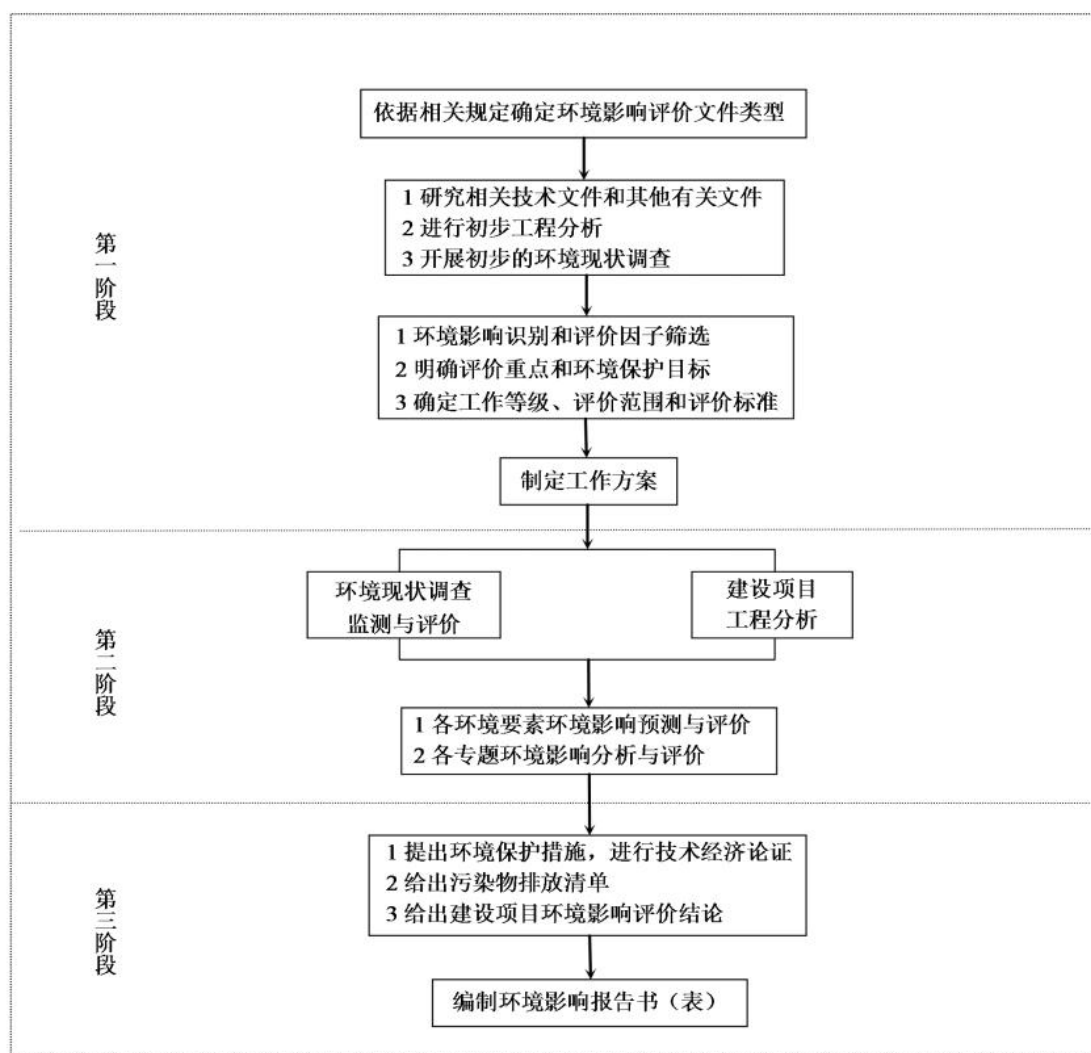 依据相关规定确定环境影响评价文件类型
1 研究相关技术文件和其他有关文件
2 进行初步工程分析
3 开展初步的环境现状调查
第一阶段
1 环境影响识别和评价因子筛选
2 明确评价重点和环境保护目标
3 确定工作等级、评价范围和评价标准
制定工作方案
第二阶段
环境现状调查
监测与评价
建设项目
工程分析
1 各环境要素环境影响预测与评价
2 各专题环境影响分析与评价
第三阶段
1 提出环境保护措施，进行技术经济论证
2 给出污染物排放清单
3 给出建设项目环境影响评价结论
编制环境影响报告书（表）